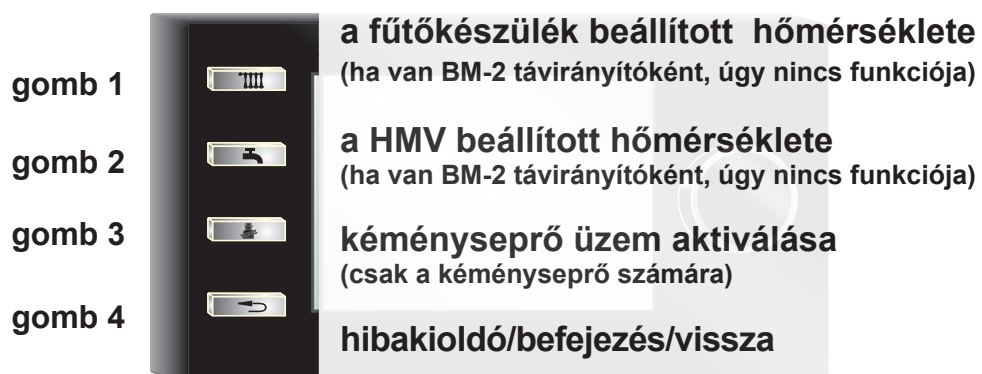 a fűtőkészülék beállított hőmérséklete
gomb 1
(ha van BM-2 távirányítóként, úgy nincs funkciója)
a HMV beállított hőmérséklete
gomb 2
(ha van BM-2 távirányítóként, úgy nincs funkciója)
gomb 3
kéményseprő üzem aktiválása
(csak a kéményseprő számára)
gomb 4
hibakioldó/befejezés/vissza